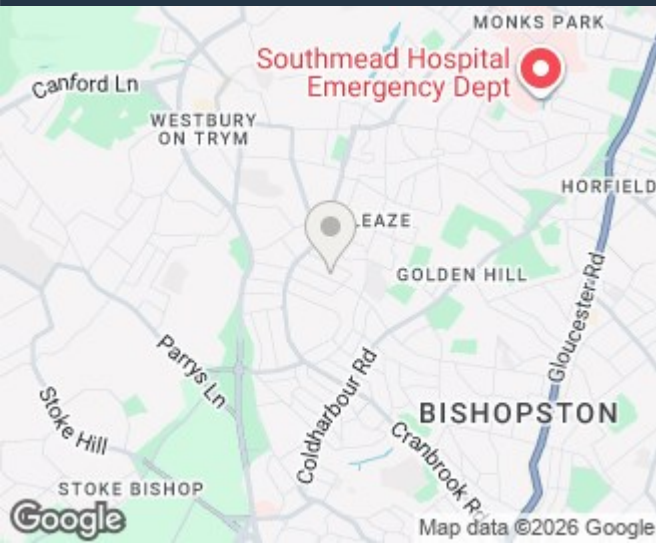 MONKS PARK
Southmead Hospital
Emergency Dept
Canford Ln
WESTBURY
ON TRYM
HORFIELD
LEAZE
GOLDEN HILL
Gloucester Rd
Parrys Ln
Coldharbour Rd
Stoke Hill
BISHOPSTON
Cranbrook Rd
STOKE BISHOP
Google
Map data ©2026 Google